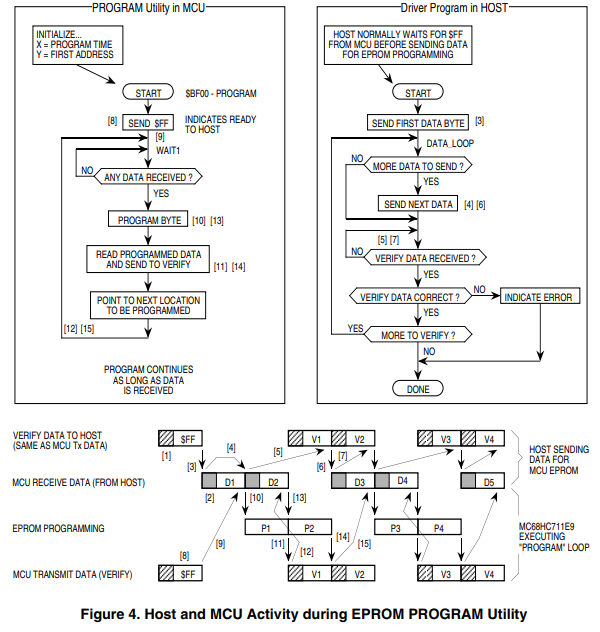 PROGRAM Utility in MCU
INITIALIZE...
X = PROGRAM TIME
Y = FIRST ADDRESS
START
$BF00 - PROGRAM
[8]
SEND $FF
INDICATES READY
TO HOST
[9]
WAIT1
NO
ANY DATA RECEIVED ?
YES
PROGRAM BYTE
[10] [13]
READ PROGRAMMED DATA
AND SEND TO VERIFY
[11] [14]
POINT TO NEXT LOCATION
TO BE PROGRAMMED
[12] [15]
PROGRAM CONTINUES
AS LONG AS DATA
IS RECEIVED
Driver Program in HOST
HOST NORMALLY WAITS FOR $FF
FROM MCU BEFORE SENDING DATA
FOR EPROM PROGRAMMING
START
SEND FIRST DATA BYTE
[3]
DATA_LOOP
NO
MORE DATA TO SEND ?
YES
SEND NEXT DATA
[4] [6]
[5] [7]
NO
VERIFY DATA RECEIVED ?
YES
VERIFY DATA CORRECT ?
NO
INDICATE ERROR
YES
YES
MORE TO VERIFY ?
NO
DONE
VERIFY DATA TO HOST
(SAME AS MCU Tx DATA)
$FF
V1
V2
V3
V4
[1]
[3]
[4]
[5]
[6]
[7]
HOST SENDING
DATA FOR
MCU EPROM
MCU RECEIVE DATA (FROM HOST)
D1
D2
D3
D4
D5
[2]
[10]
[13]
EPROM PROGRAMMING
P1
P2
P3
P4
MC68HC711E9
EXECUTING
"PROGRAM" LOOP
[8]
[9]
[11]
[12]
[14]
[15]
MCU TRANSMIT DATA (VERIFY)
$FF
V1
V2
V3
V4
Figure 4. Host and MCU Activity during EPROM PROGRAM Utility